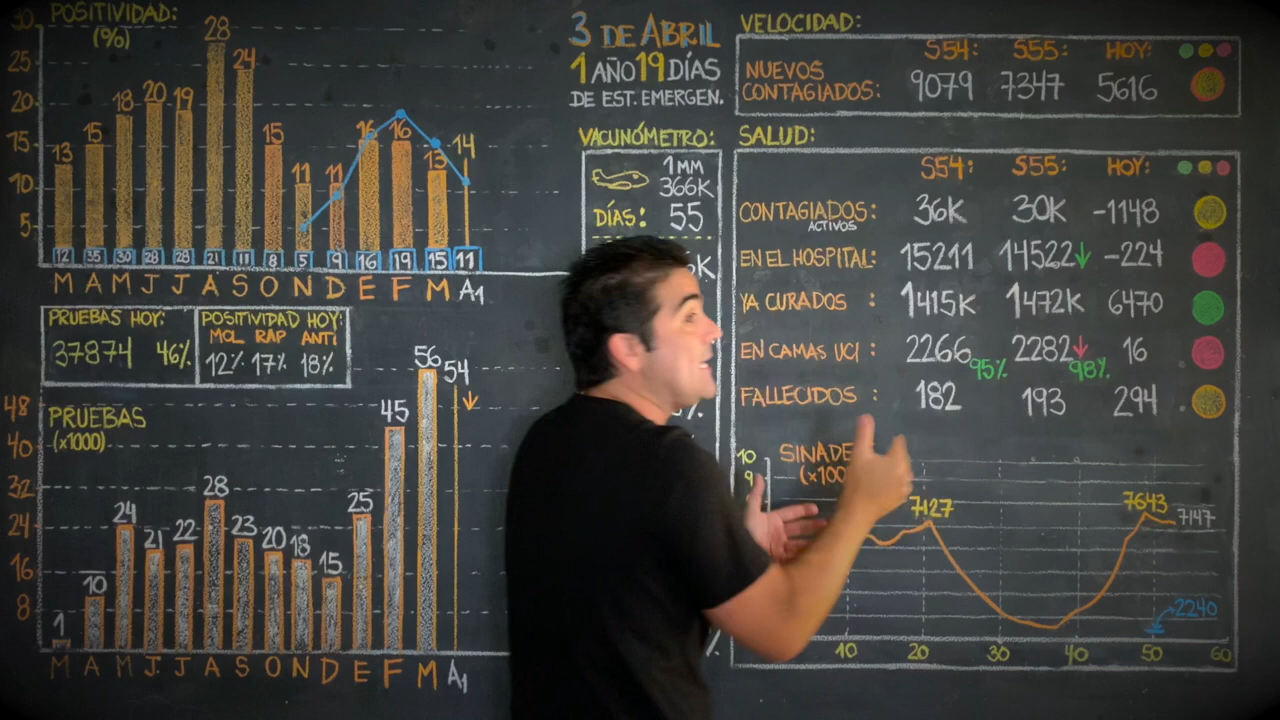 POSITIVIDAD:
(%)
30
25
20
15
10
5
13 15 18 20 19 28 24 15 11 11 16 16 13 14
12 35 30 28 28 21 11 8 5 9 16 19 15 11
M A M J J A S O N D E F M A1
PRUEBAS HOY:
37874 46%
POSITIVIDAD HOY:
MOL RAP ANTI
12% 17% 18%
PRUEBAS
(x1000)
48
40
32
24
16
8
1 10 24 21 22 28 23 20 18 15 25 45 56 54
M A M J J A S O N D E F M A1
3 DE ABRIL
1 AÑO 19 DÍAS
DE EST. EMERGEN.
VACUNÓMETRO:
1MM
366K
DÍAS: 55
K
%
VELOCIDAD:
S54: S55: HOY:
NUEVOS
CONTAGIADOS: 9079 7347 5616
SALUD:
S54: S55: HOY:
CONTAGIADOS: 36K 30K -1148
ACTIVOS
EN EL HOSPITAL: 15211 14522↓ -224
YA CURADOS : 1415K 1472K 6470
EN CAMAS UCI : 2266 2282↓ 16
95% 98%
FALLECIDOS : 182 193 294
SINADE
(x100
10
9
7127 7643 7147
2240
10 20 30 40 50 60